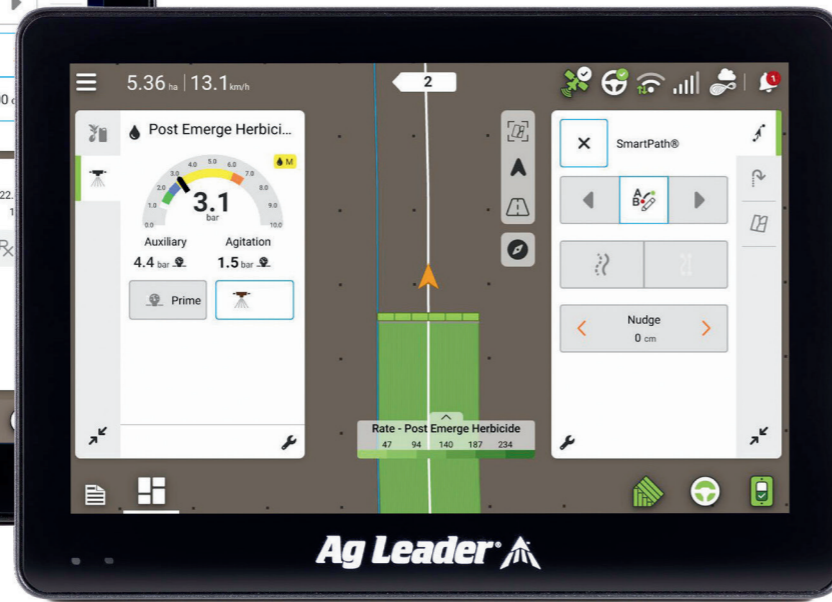 5.36 ha | 13.1 km/h
2
1
Post Emerge Herbici...
M
0.0 1.0 2.0 3.0 4.0 5.0 6.0 7.0 8.0 9.0 10.0
3.1
bar
Auxiliary Agitation
4.4 bar 1.5 bar
Prime
SmartPath®
A
B
Nudge
0 cm
Rate - Post Emerge Herbicide
47 94 140 187 234
22.
Rx
Ag Leader®